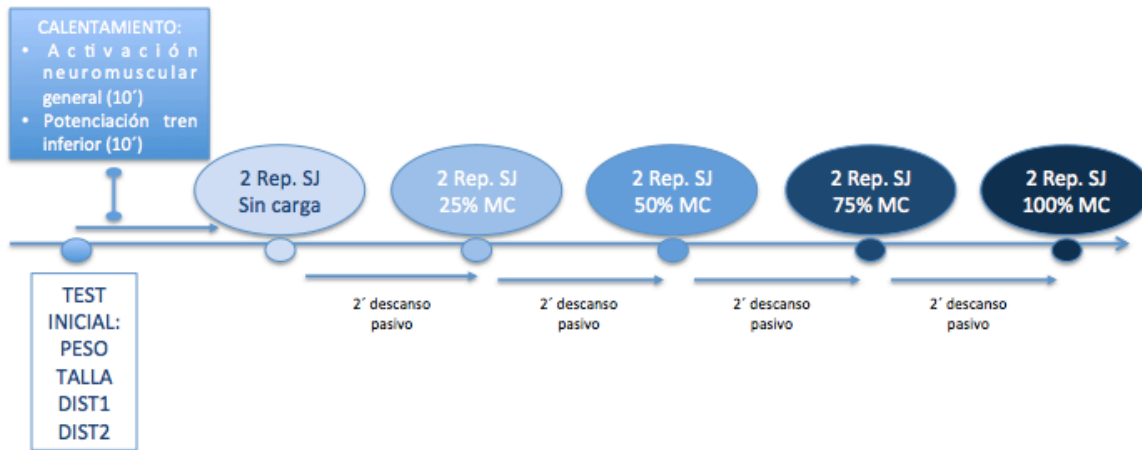 CALENTAMIENTO:
• Activación
neuromuscular
general (10´)
• Potenciación tren
inferior (10´)
2 Rep. SJ
Sin carga
2 Rep. SJ
25% MC
2 Rep. SJ
50% MC
2 Rep. SJ
75% MC
2 Rep. SJ
100% MC
TEST
INICIAL:
PESO
TALLA
DIST1
DIST2
2´ descanso
pasivo
2´ descanso
pasivo
2´ descanso
pasivo
2´ descanso
pasivo